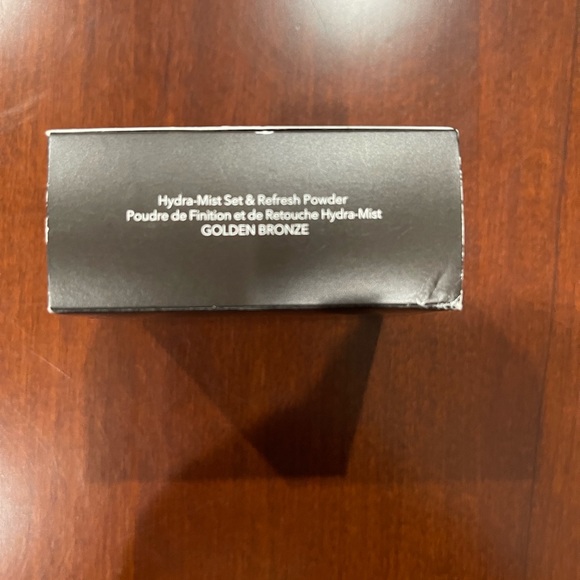 Hydra-Mist Set & Refresh Powder
Poudre de Finition et de Retouche Hydra-Mist
GOLDEN BRONZE